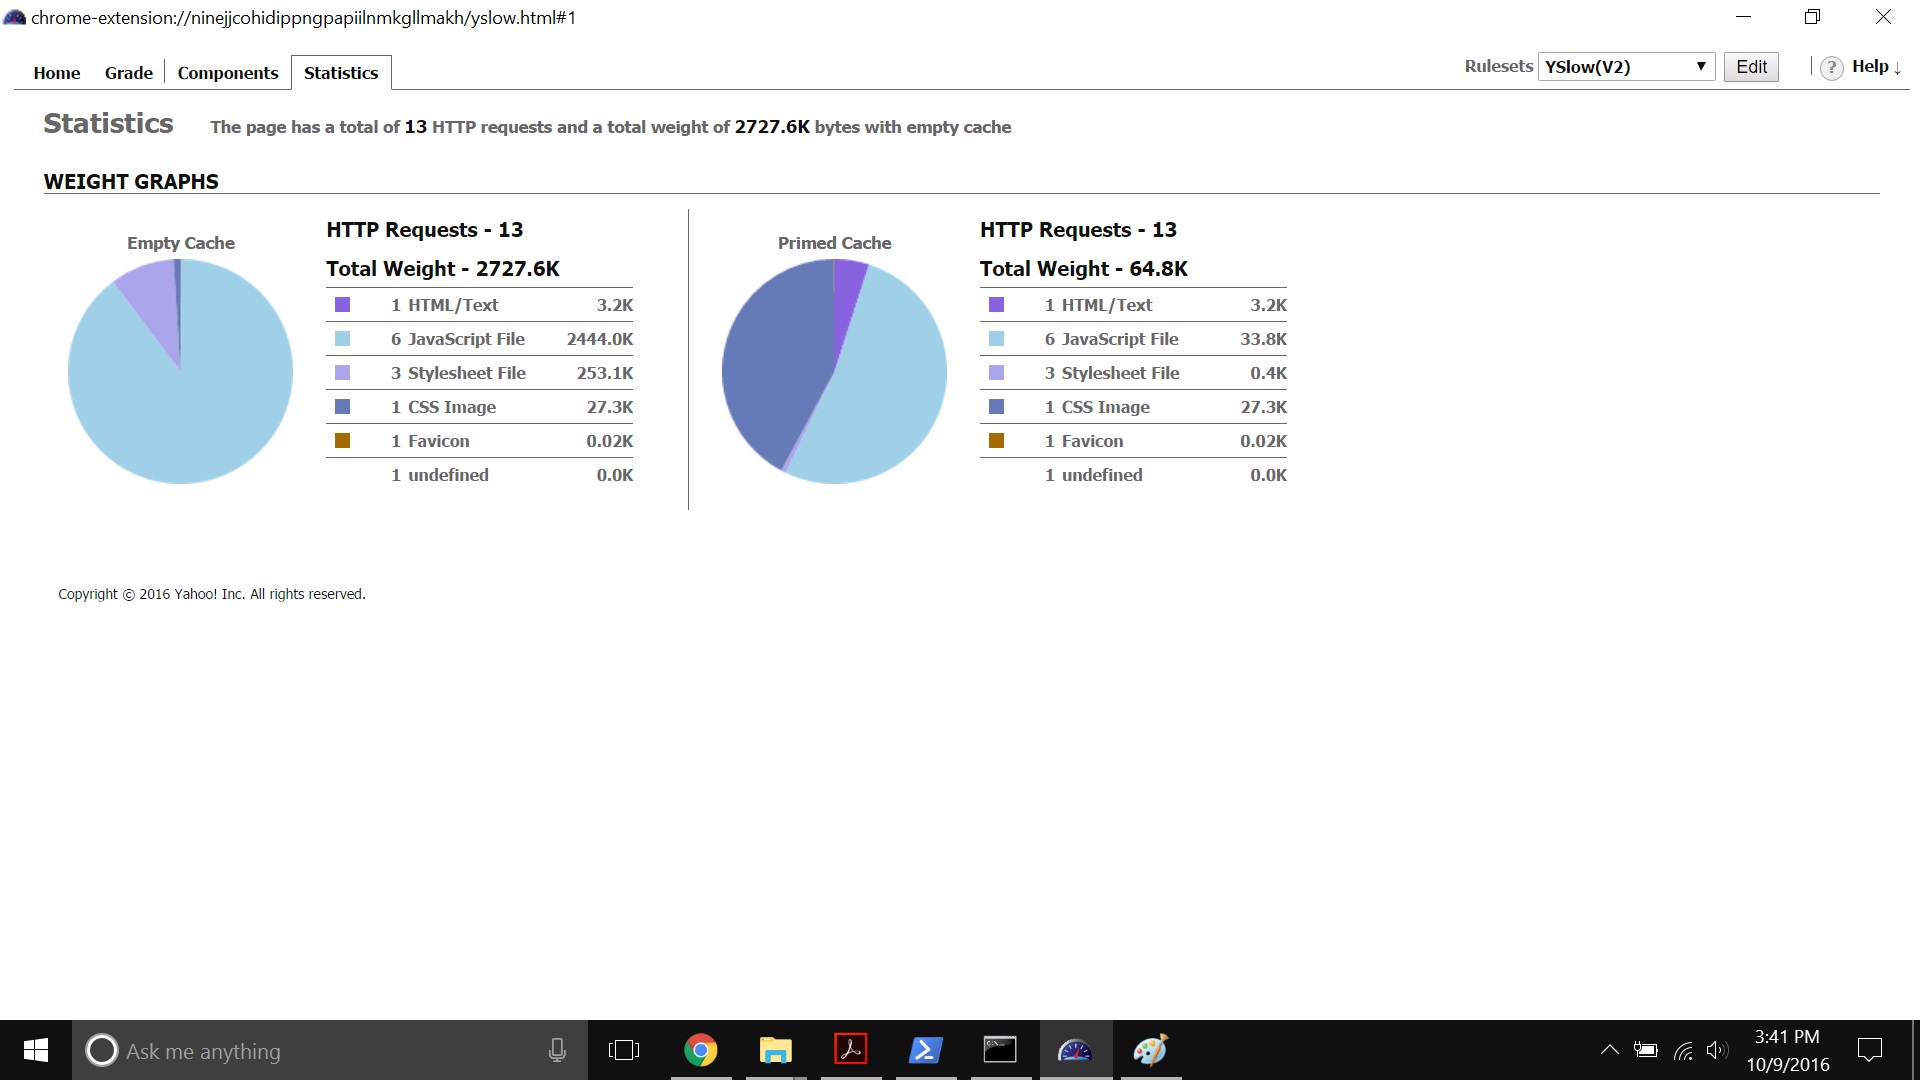 chrome-extension://ninejjcohidippngpapiilnmkgllmakh/yslow.html#1
Home Grade Components Statistics Rulesets YSlow(V2) ▼ Edit ? Help ↓
Statistics The page has a total of 13 HTTP requests and a total weight of 2727.6K bytes with empty cache
WEIGHT GRAPHS
Empty Cache
HTTP Requests - 13
Total Weight - 2727.6K
1 HTML/Text 3.2K
6 JavaScript File 2444.0K
3 Stylesheet File 253.1K
1 CSS Image 27.3K
1 Favicon 0.02K
1 undefined 0.0K
Primed Cache
HTTP Requests - 13
Total Weight - 64.8K
1 HTML/Text 3.2K
6 JavaScript File 33.8K
3 Stylesheet File 0.4K
1 CSS Image 27.3K
1 Favicon 0.02K
1 undefined 0.0K
Copyright © 2016 Yahoo! Inc. All rights reserved.
Ask me anything
3:41 PM
10/9/2016